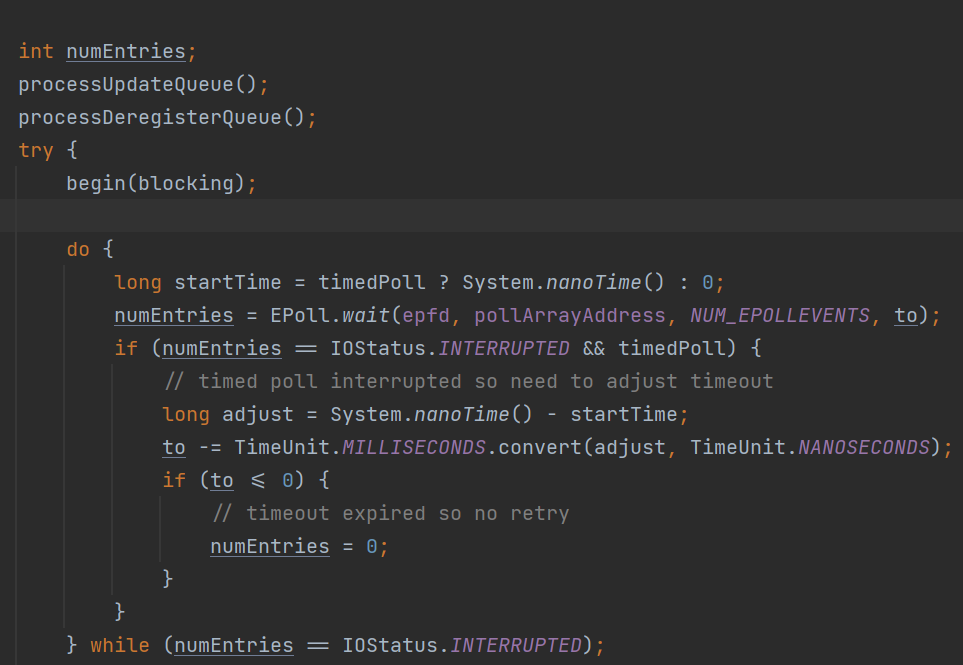 int numEntries;
processUpdateQueue();
processDeregisterQueue();
try {
begin(blocking);
do {
long startTime = timedPoll ? System.nanoTime() : 0;
numEntries = EPoll.wait(epfd, pollArrayAddress, NUM_EPOLLEVENTS, to);
if (numEntries == IOStatus.INTERRUPTED && timedPoll) {
// timed poll interrupted so need to adjust timeout
long adjust = System.nanoTime() - startTime;
to -= TimeUnit.MILLISECONDS.convert(adjust, TimeUnit.NANOSECONDS);
if (to <= 0) {
// timeout expired so no retry
numEntries = 0;
}
}
} while (numEntries == IOStatus.INTERRUPTED);